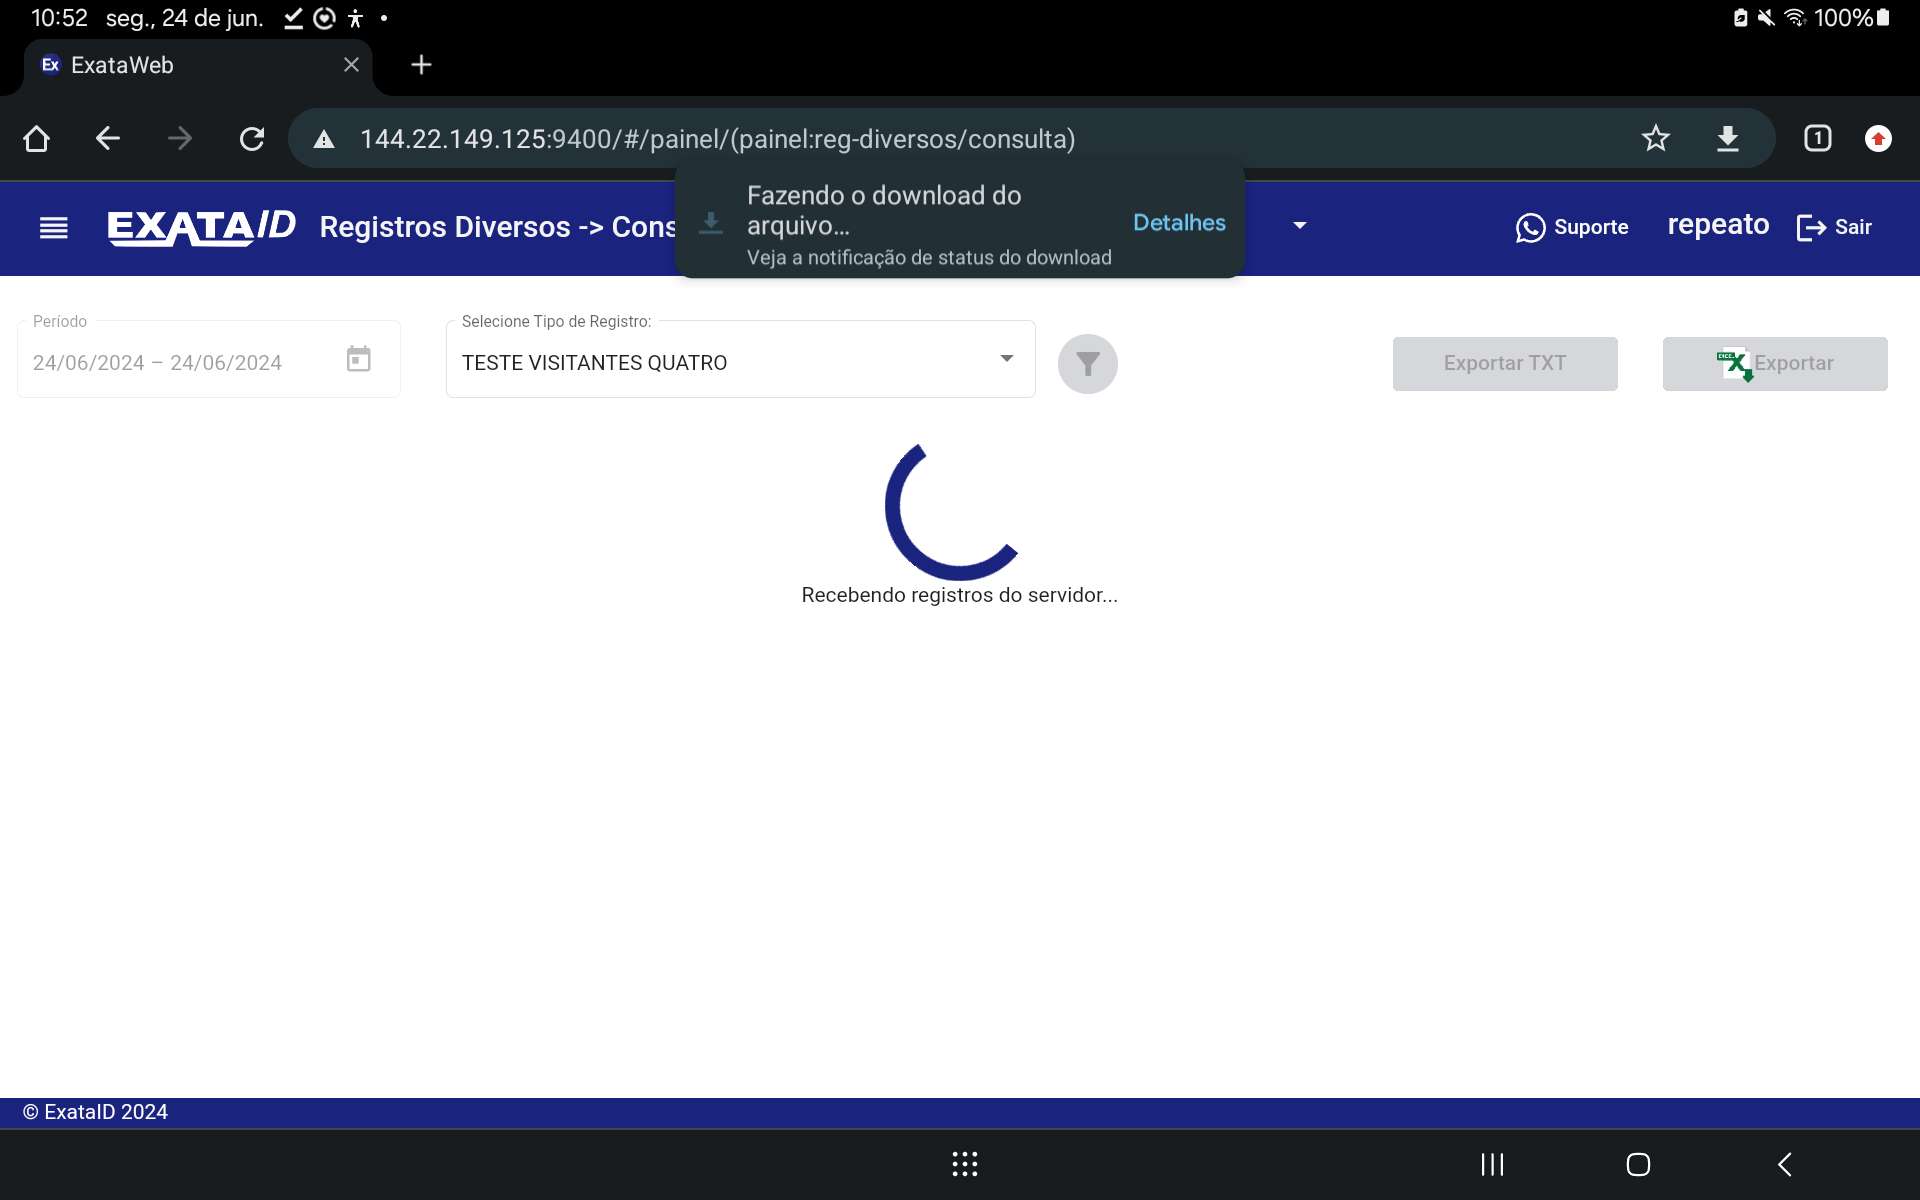 10:52 seg., 24 de jun.
100%
Ex ExataWeb
144.22.149.125:9400/#/painel/(painel:reg-diversos/consulta)
1
EXATAID Registros Diversos -> Cons
Fazendo o download do
arquivo...
Veja a notificação de status do download
Detalhes
Suporte
repeato
Sair
Período
24/06/2024 – 24/06/2024
Selecione Tipo de Registro:
TESTE VISITANTES QUATRO
Exportar TXT
Exportar
Recebendo registros do servidor...
© ExataID 2024